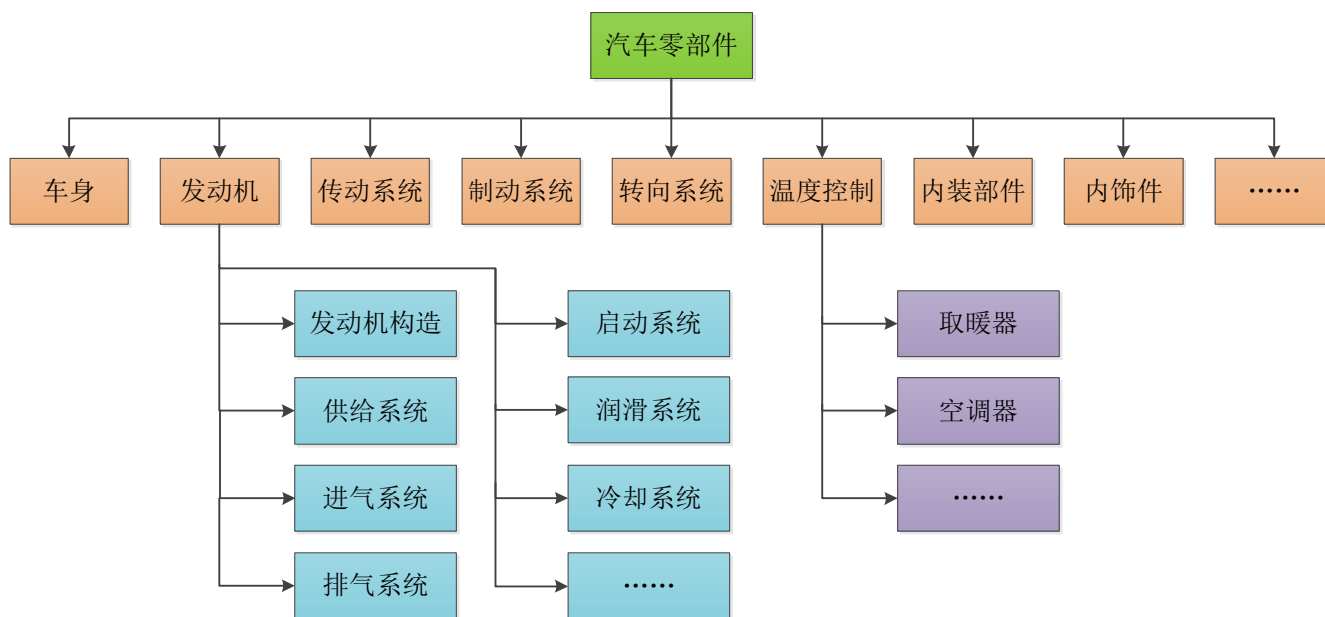 汽车零部件
车身
发动机
传动系统
制动系统
转向系统
温度控制
内装部件
内饰件
……
发动机构造
启动系统
取暖器
供给系统
润滑系统
空调器
进气系统
冷却系统
……
排气系统
……